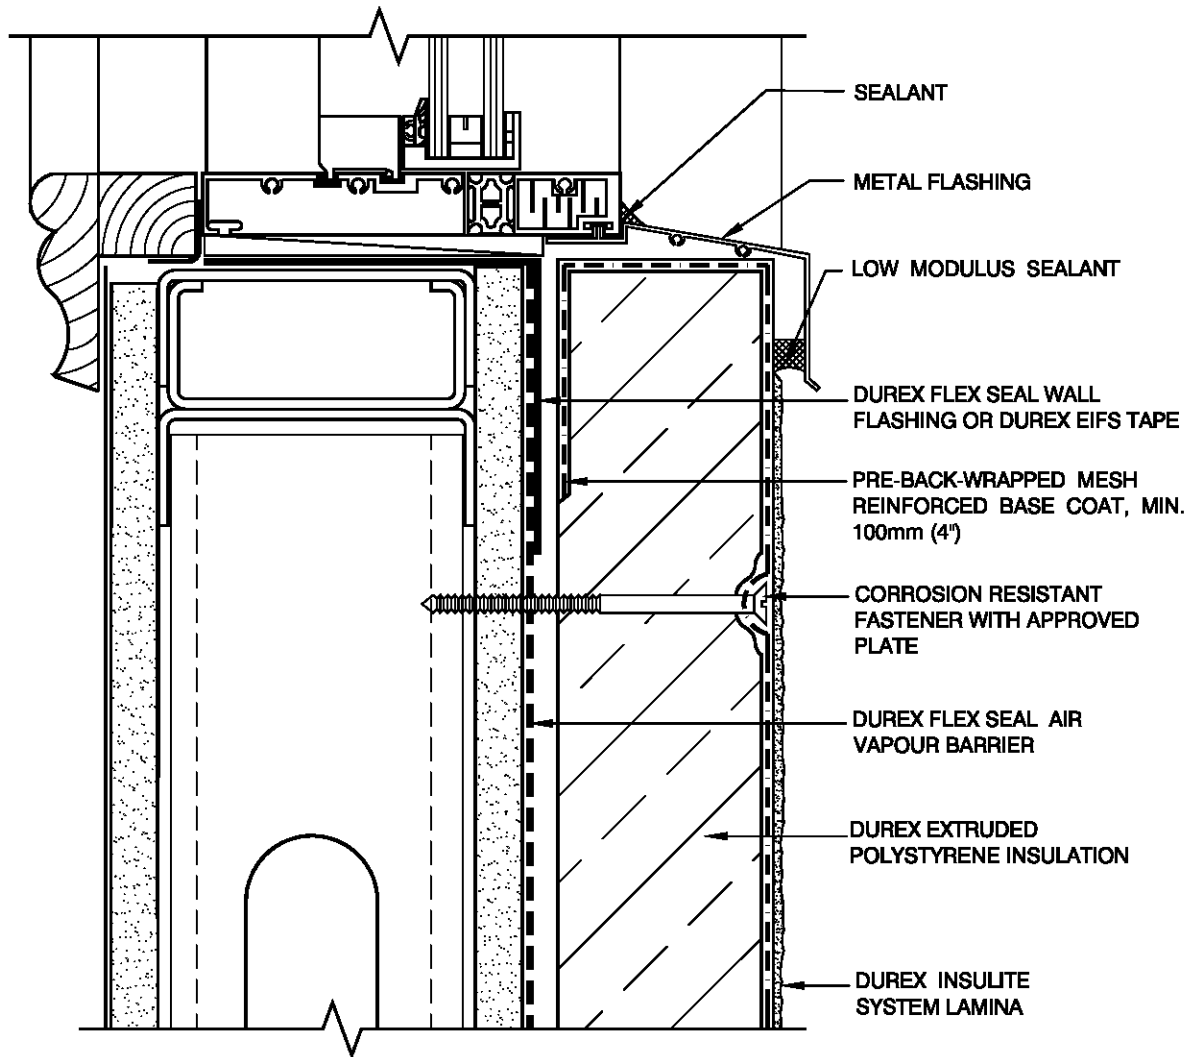 SEALANT
METAL FLASHING
LOW MODULUS SEALANT
DUREX FLEX SEAL WALL
FLASHING OR DUREX EIFS TAPE
PRE-BACK-WRAPPED MESH
REINFORCED BASE COAT, MIN.
100mm (4")
CORROSION RESISTANT
FASTENER WITH APPROVED
PLATE
DUREX FLEX SEAL AIR
VAPOUR BARRIER
DUREX EXTRUDED
POLYSTYRENE INSULATION
DUREX INSULITE
SYSTEM LAMINA